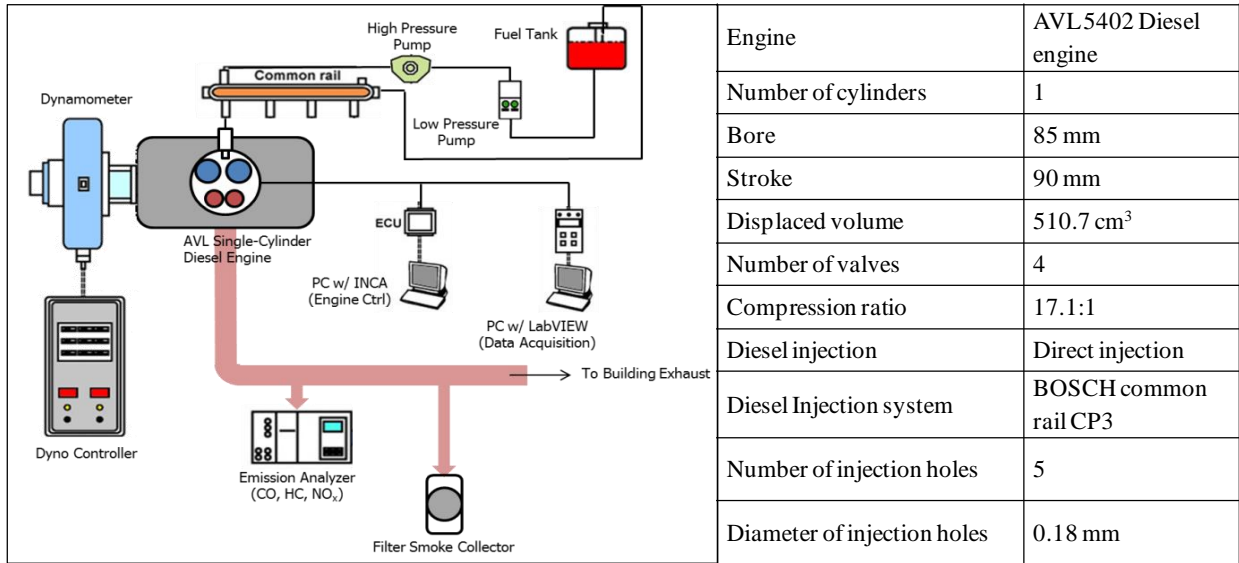 High Pressure
Pump
Fuel Tank
Common rail
Dynamometer
Low Pressure
Pump
ECU
AVL Single-Cylinder
Diesel Engine
PC w/ INCA
(Engine Ctrl)
PC w/ LabVIEW
(Data Acquisition)
To Building Exhaust
Dyno Controller
Emission Analyzer
(CO, HC, NOx)
Filter Smoke Collector
Engine
AVL5402 Diesel
engine
Number of cylinders
1
Bore
85 mm
Stroke
90 mm
Displaced volume
510.7 cm³
Number of valves
4
Compression ratio
17.1:1
Diesel injection
Direct injection
Diesel Injection system
BOSCH common
rail CP3
Number of injection holes
5
Diameter of injection holes
0.18 mm